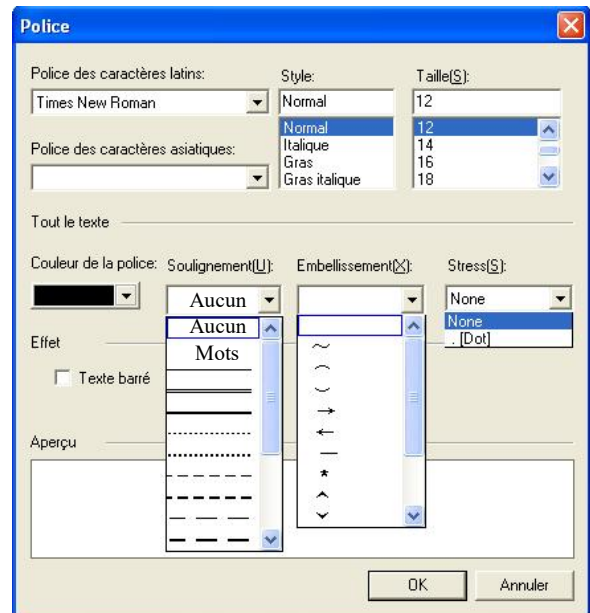 Police
Police des caractères latins:
Style:
Taille(S):
Times New Roman
Normal
12
Normal
12
Italique
14
Police des caractères asiatiques:
Gras
16
Gras italique
18
Tout le texte
Couleur de la police:
Soulignement(U):
Embellissement(X):
Stress(S):
Aucun
None
Aucun
None
Effet
. [Dot]
Mots
Texte barré
Aperçu
OK
Annuler